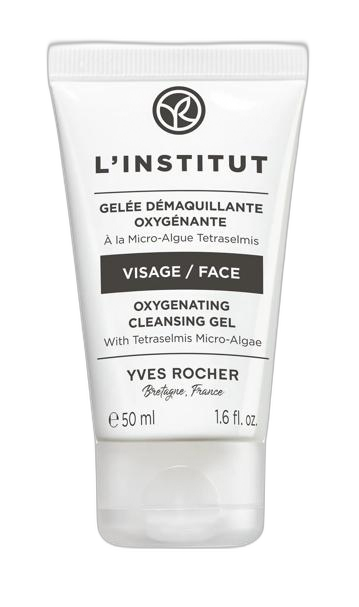 L'INSTITUT
GELÉE DÉMAQUILLANTE
OXYGÉNANTE
À la Micro-Algue Tetraselmis
VISAGE / FACE
OXYGENATING
CLEANSING GEL
With Tetraselmis Micro-Algae
YVES ROCHER
Bretagne, France
℮50 ml 1.6 fl. oz.